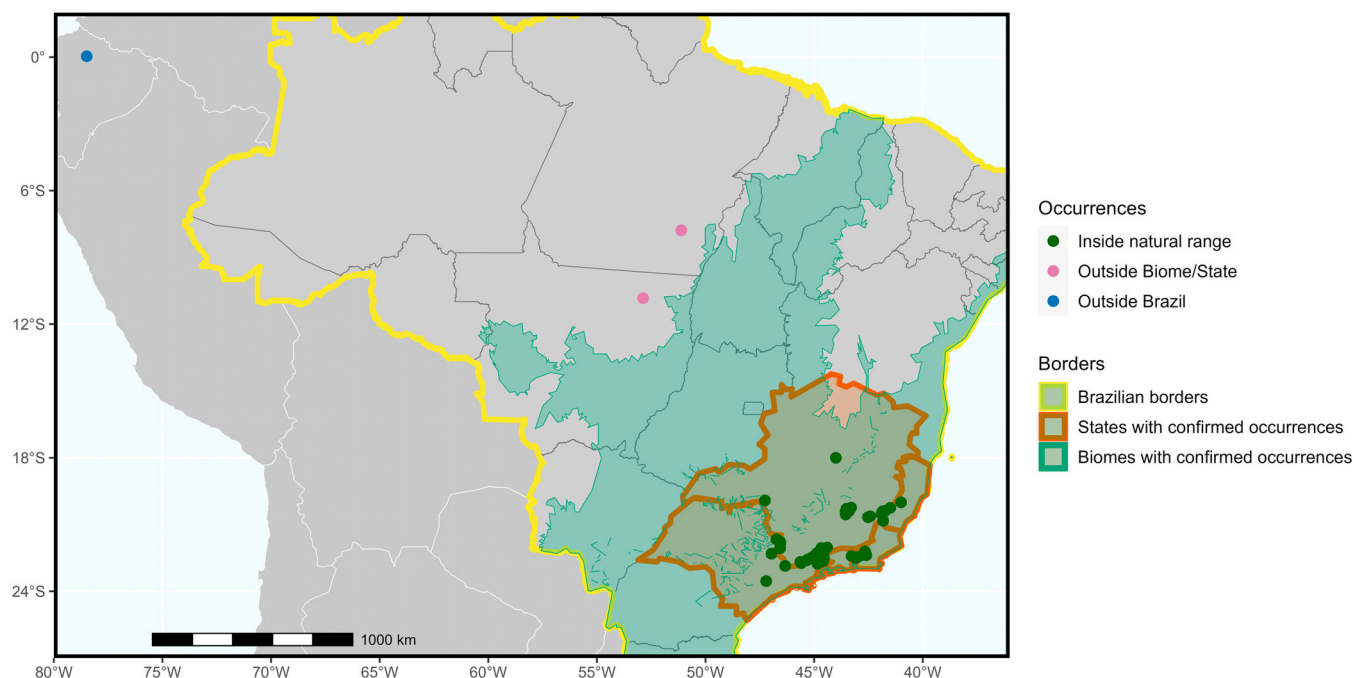 0°
6°S
12°S
18°S
24°S
1000 km
80°W
75°W
70°W
65°W
60°W
55°W
50°W
45°W
40°W
Occurrences
Inside natural range
Outside Biome/State
Outside Brazil
Borders
Brazilian borders
States with confirmed occurrences
Biomes with confirmed occurrences